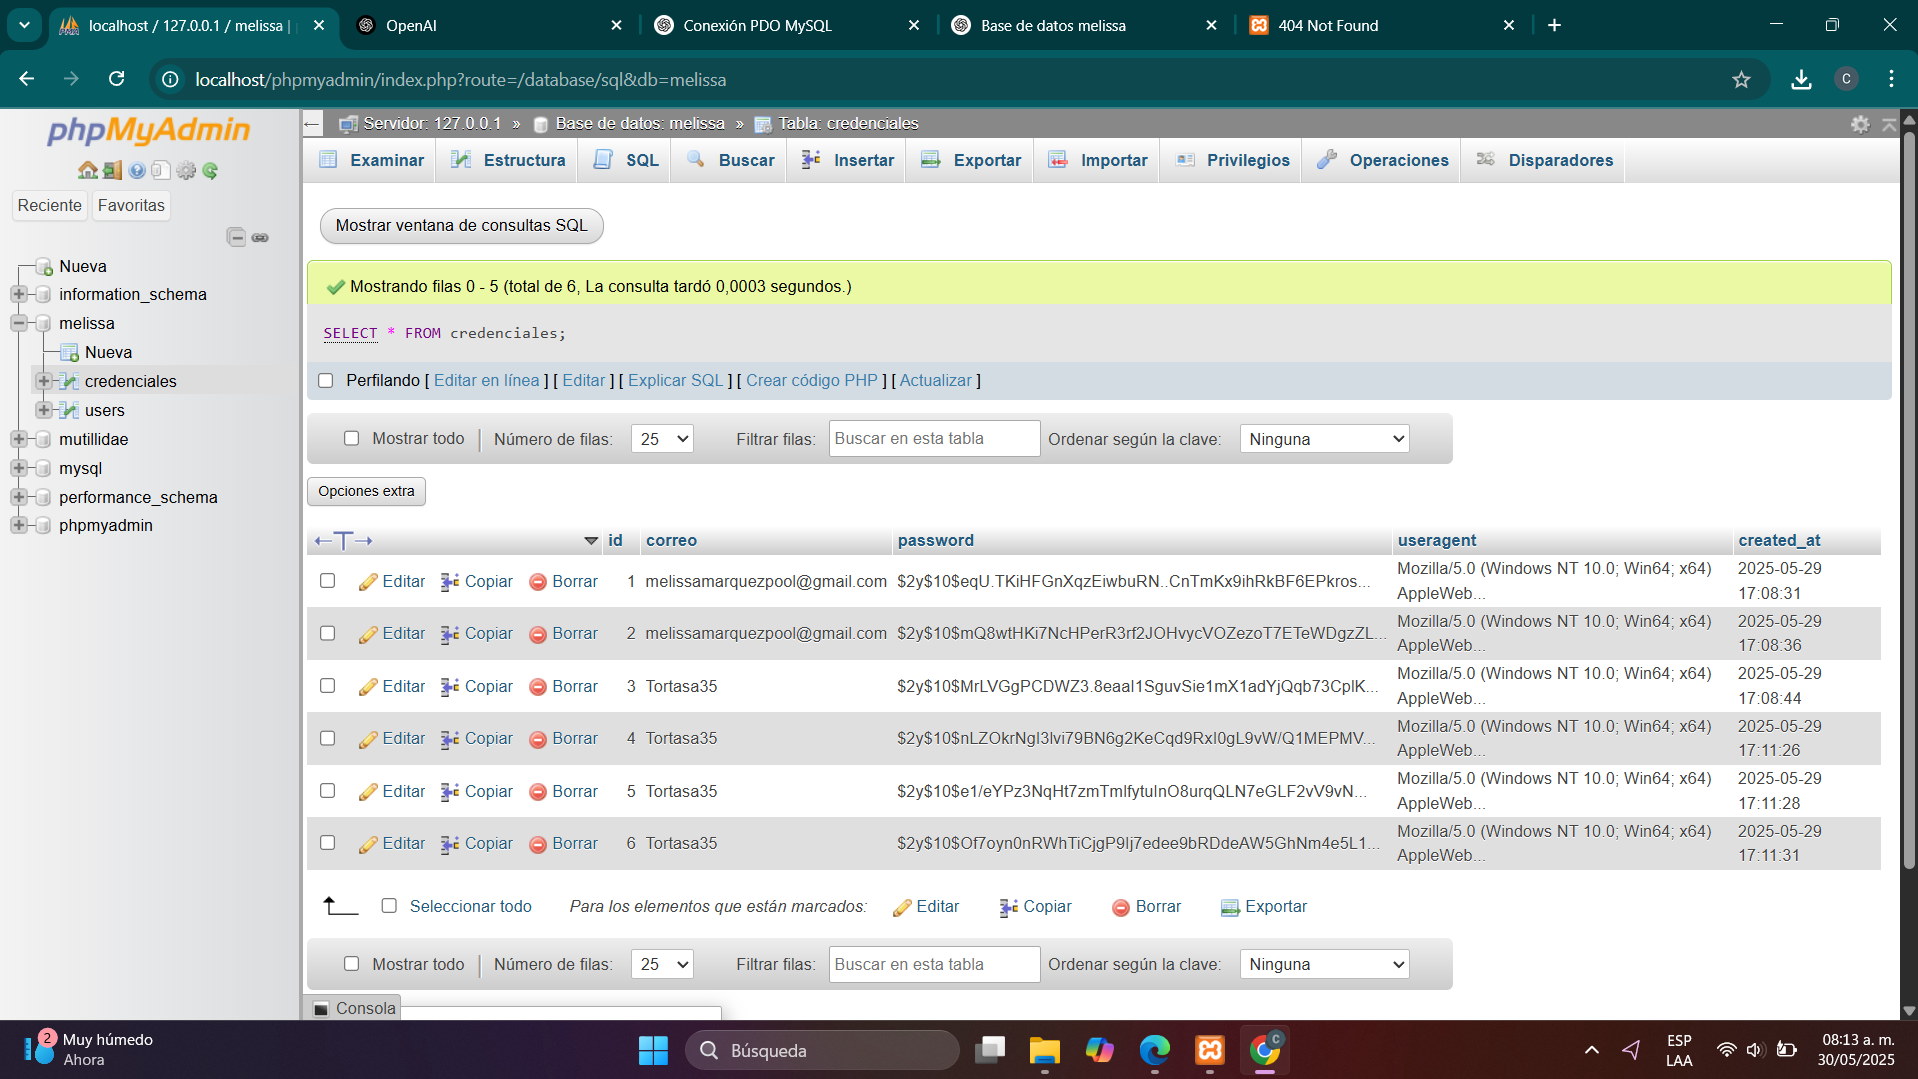 localhost / 127.0.0.1 / melissa |
OpenAI
Conexión PDO MySQL
Base de datos melissa
404 Not Found
localhost/phpmyadmin/index.php?route=/database/sql&db=melissa
C
phpMyAdmin
Reciente
Favoritas
Nueva
information_schema
melissa
Nueva
credenciales
users
mutillidae
mysql
performance_schema
phpmyadmin
Servidor: 127.0.0.1 » Base de datos: melissa » Tabla: credenciales
Examinar
Estructura
SQL
Buscar
Insertar
Exportar
Importar
Privilegios
Operaciones
Disparadores
Mostrar ventana de consultas SQL
Mostrando filas 0 - 5 (total de 6, La consulta tardó 0,0003 segundos.)
SELECT * FROM credenciales;
Perfilando [ Editar en línea ] [ Editar ] [ Explicar SQL ] [ Crear código PHP ] [ Actualizar ]
Mostrar todo | Número de filas: 25 Filtrar filas: Buscar en esta tabla Ordenar según la clave: Ninguna
Opciones extra
id correo password useragent created_at
Editar Copiar Borrar 1 melissamarquezpool@gmail.com $2y$10$eqU.TKiHFGnXqzEiwbuRN..CnTmKx9ihRkBF6EPkros... Mozilla/5.0 (Windows NT 10.0; Win64; x64) AppleWeb... 2025-05-29 17:08:31
Editar Copiar Borrar 2 melissamarquezpool@gmail.com $2y$10$mQ8wtHKi7NcHPerR3rf2JOHvycVOZezoT7ETeWDgzZL... Mozilla/5.0 (Windows NT 10.0; Win64; x64) AppleWeb... 2025-05-29 17:08:36
Editar Copiar Borrar 3 Tortasa35 $2y$10$MrLVGgPCDWZ3.8eaaI1SguvSie1mX1adYjQqb73CplK... Mozilla/5.0 (Windows NT 10.0; Win64; x64) AppleWeb... 2025-05-29 17:08:44
Editar Copiar Borrar 4 Tortasa35 $2y$10$nLZOkrNgI3lvi79BN6g2KeCqd9RxI0gL9vW/Q1MEPMV... Mozilla/5.0 (Windows NT 10.0; Win64; x64) AppleWeb... 2025-05-29 17:11:26
Editar Copiar Borrar 5 Tortasa35 $2y$10$e1/eYPz3NqHt7zmTmIfytuInO8urqQLN7eGLF2vV9vN... Mozilla/5.0 (Windows NT 10.0; Win64; x64) AppleWeb... 2025-05-29 17:11:28
Editar Copiar Borrar 6 Tortasa35 $2y$10$Of7oyn0nRWhTiCjgP9Ij7edee9bRDdeAW5GhNm4e5L1... Mozilla/5.0 (Windows NT 10.0; Win64; x64) AppleWeb... 2025-05-29 17:11:31
Seleccionar todo Para los elementos que están marcados: Editar Copiar Borrar Exportar
Mostrar todo | Número de filas: 25 Filtrar filas: Buscar en esta tabla Ordenar según la clave: Ninguna
Consola
2
Muy húmedo
Ahora
Búsqueda
C
ESP
LAA
08:13 a. m.
30/05/2025